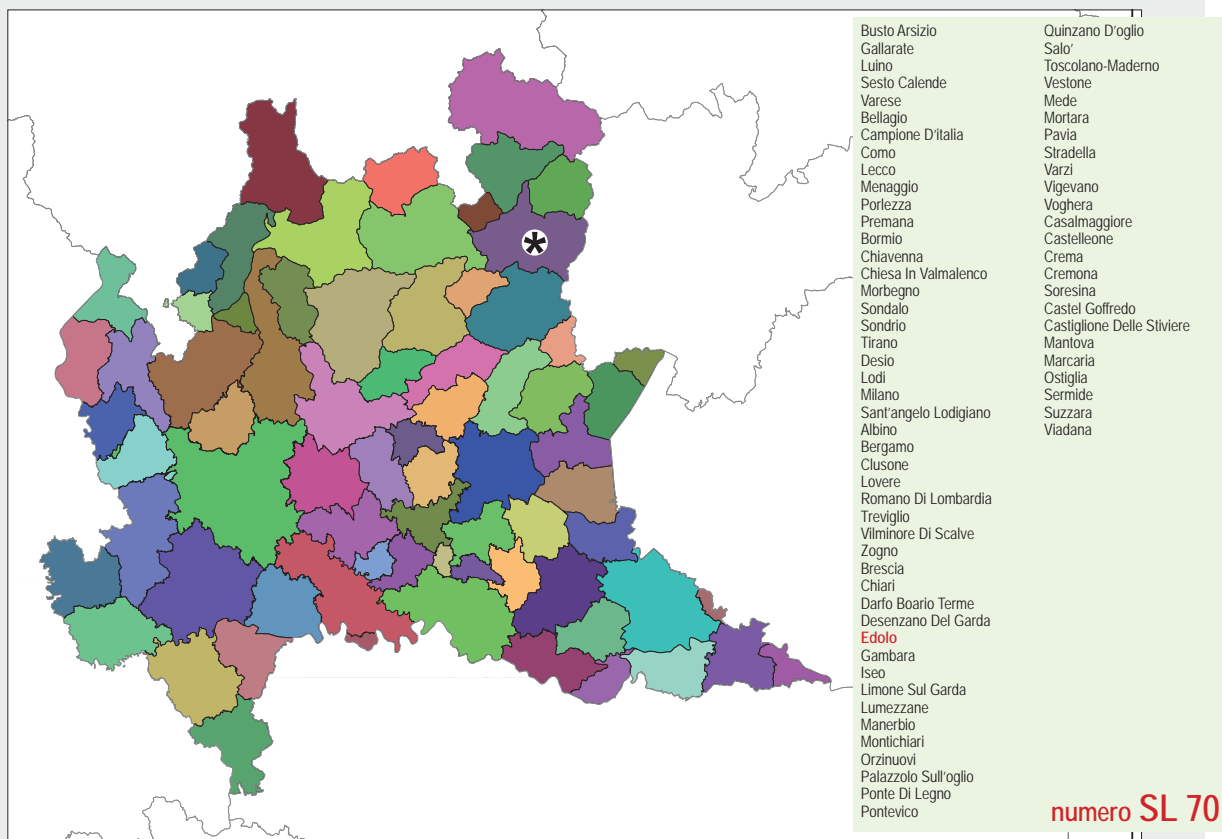 Busto Arsizio
Gallarate
Luino
Sesto Calende
Varese
Bellagio
Campione D'italia
Como
Lecco
Menaggio
Porlezza
Premana
Bormio
Chiavenna
Chiesa In Valmalenco
Morbegno
Sondalo
Sondrio
Tirano
Desio
Lodi
Milano
Sant'angelo Lodigiano
Albino
Bergamo
Clusone
Lovere
Romano Di Lombardia
Treviglio
Vilminore Di Scalve
Zogno
Brescia
Chiari
Darfo Boario Terme
Desenzano Del Garda
Edolo
Gambara
Iseo
Limone Sul Garda
Lumezzane
Manerbio
Montichiari
Orzinuovi
Palazzolo Sull'oglio
Ponte Di Legno
Pontevico
Quinzano D'oglio
Salo'
Toscolano-Maderno
Vestone
Mede
Mortara
Pavia
Stradella
Varzi
Vigevano
Voghera
Casalmaggiore
Castelleone
Crema
Cremona
Soresina
Castel Goffredo
Castiglione Delle Stiviere
Mantova
Marcaria
Ostiglia
Sermide
Suzzara
Viadana
numero SL 70